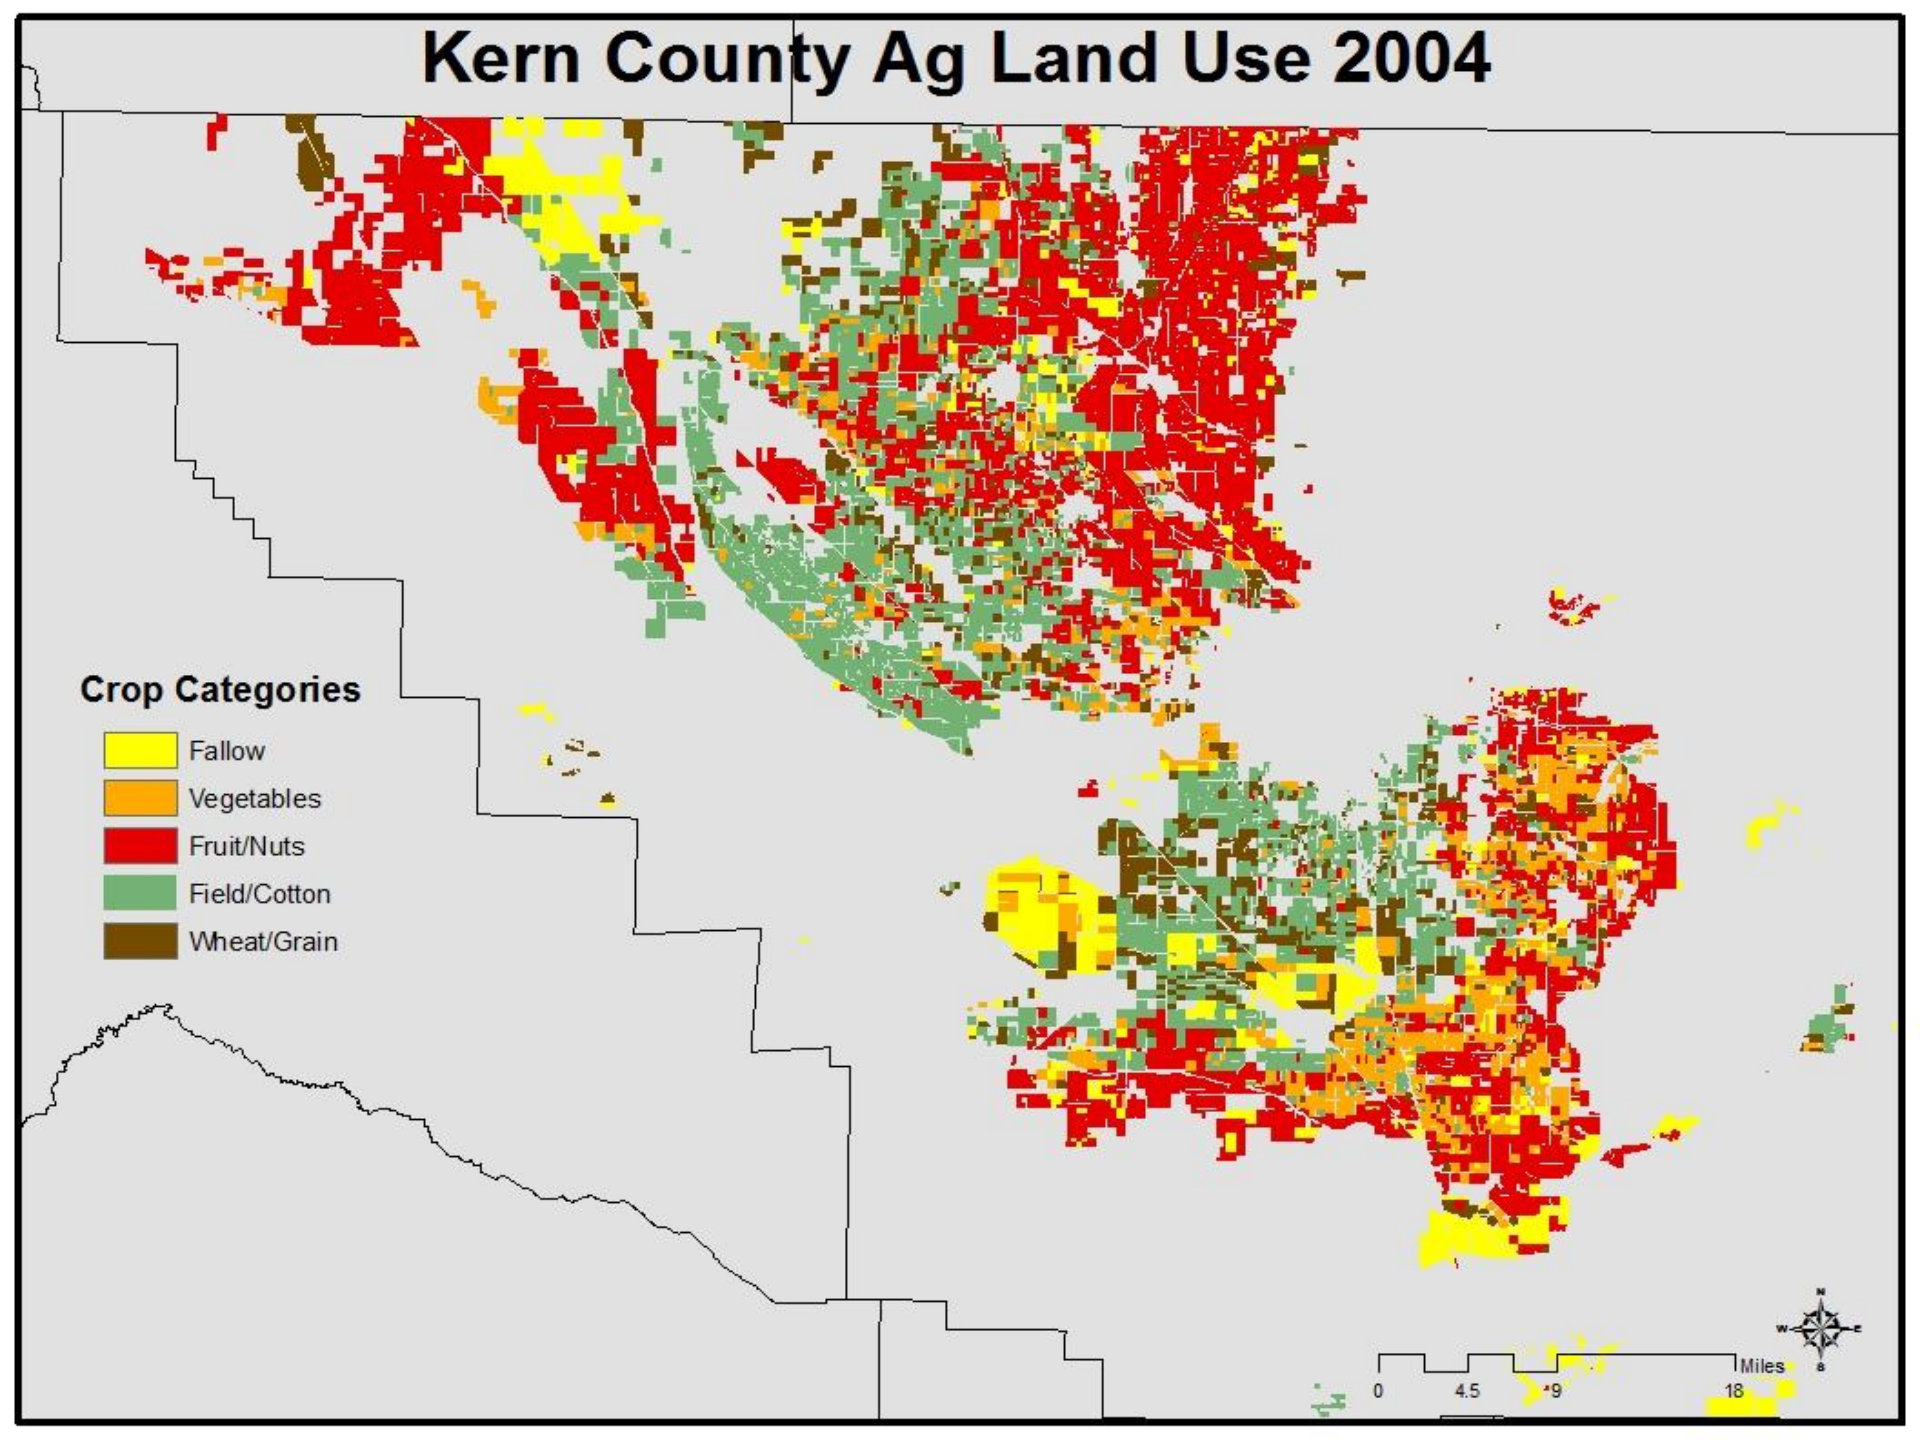 Kern County Ag Land Use 2004
Crop Categories
Fallow
Vegetables
Fruit/Nuts
Field/Cotton
Wheat/Grain
N
W E
S
Miles
0 4.5 9 18